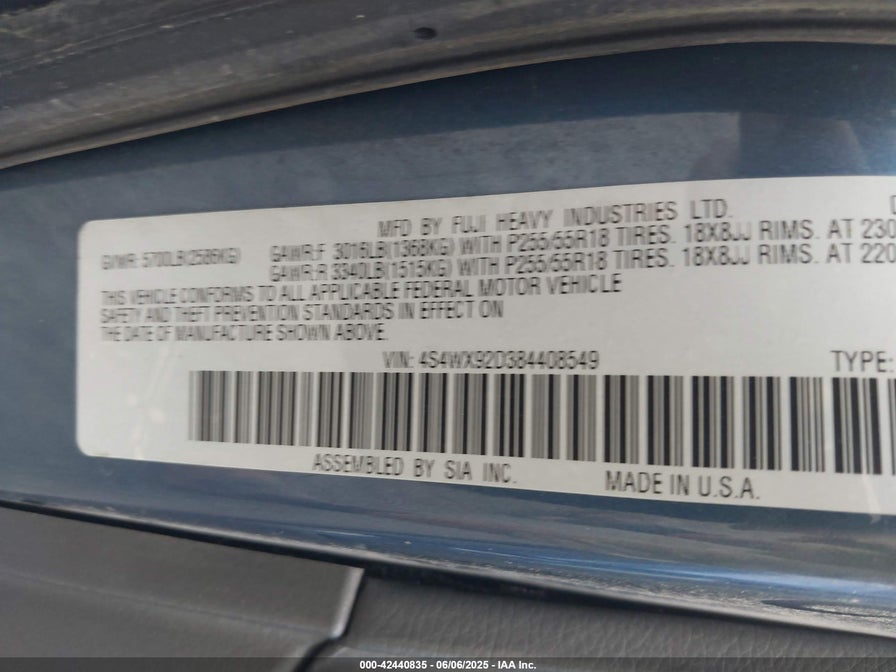 MFD BY FUJI HEAVY INDUSTRIES LTD.
GVWR: 5700LB(2586KG)
GAWR:F 3016LB(1368KG) WITH P255/55R18 TIRES. 18X8JJ RIMS. AT 230
GAWR:R 3340LB(1515KG) WITH P255/55R18 TIRES. 18X8JJ RIMS. AT 220
THIS VEHICLE CONFORMS TO ALL APPLICABLE FEDERAL MOTOR VEHICLE
SAFETY AND THEFT PREVENTION STANDARDS IN EFFECT ON
THE DATE OF MANUFACTURE SHOWN ABOVE.
VIN: 4S4WX92D384408549 TYPE:
ASSEMBLED BY SIA INC. MADE IN U.S.A.
000-42440835 - 06/06/2025 - IAA Inc.